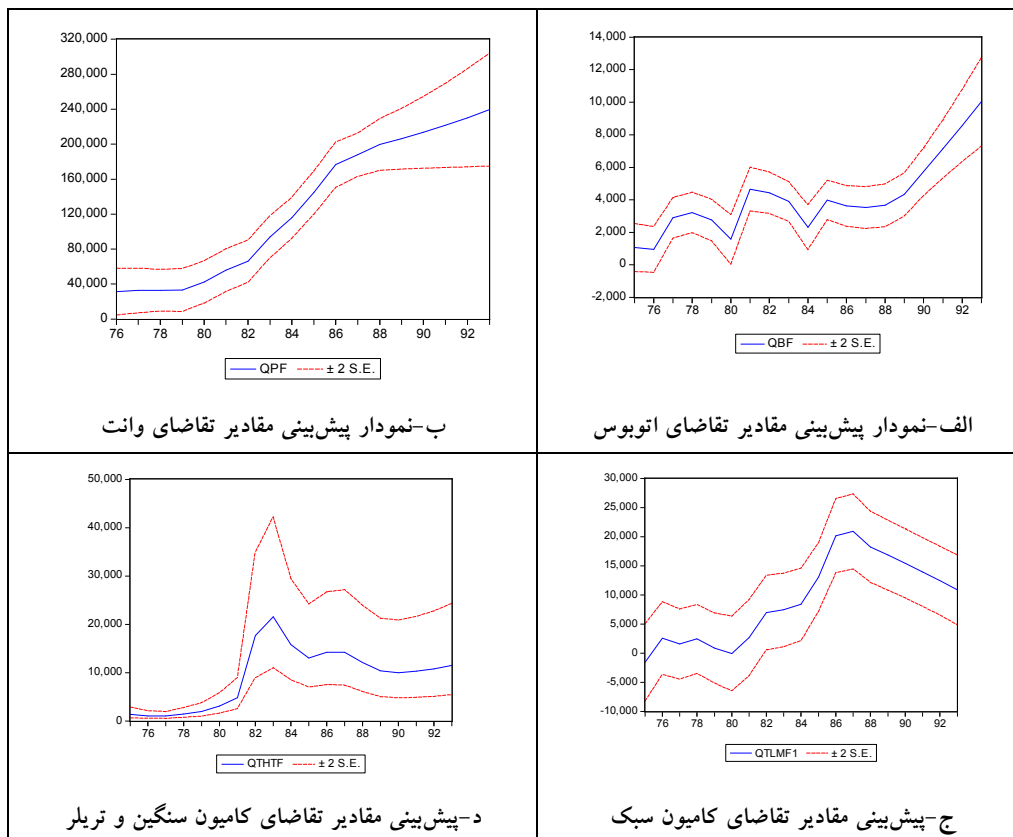 320,000
280,000
240,000
200,000
160,000
120,000
80,000
40,000
0
76 78 80 82 84 86 88 90 92
QPF ± 2 S.E.
ب-نمودار پیش‌بینی مقادیر تقاضای وانت
14,000
12,000
10,000
8,000
6,000
4,000
2,000
0
-2,000
76 78 80 82 84 86 88 90 92
QBF ± 2 S.E.
الف-نمودار پیش‌بینی مقادیر تقاضای اتوبوس
50,000
40,000
30,000
20,000
10,000
0
76 78 80 82 84 86 88 90 92
QTHTF ± 2 S.E.
د-پیش‌بینی مقادیر تقاضای کامیون سنگین و تریلر
30,000
25,000
20,000
15,000
10,000
5,000
0
-5,000
-10,000
76 78 80 82 84 86 88 90 92
QTLMF1 ± 2 S.E.
ج-پیش‌بینی مقادیر تقاضای کامیون سبک